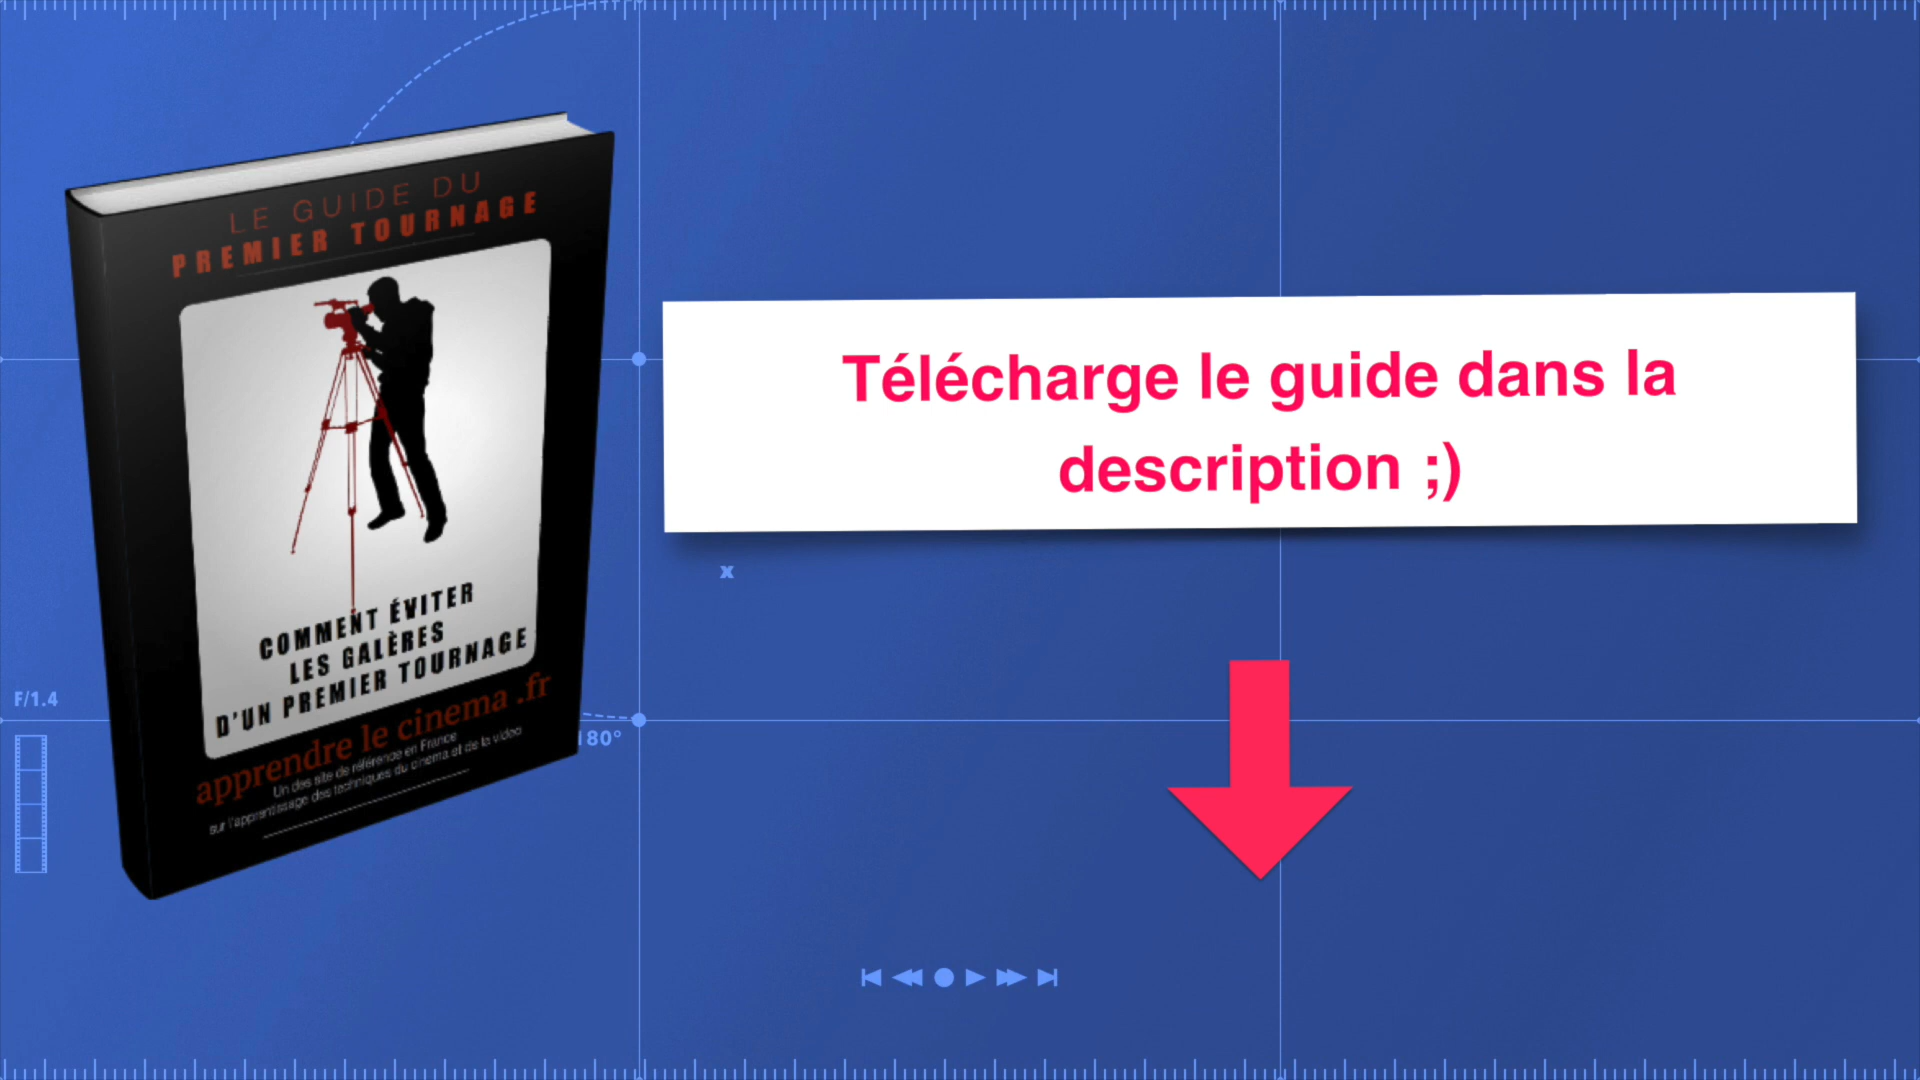 LE GUIDE DU
PREMIER TOURNAGE
COMMENT ÉVITER
LES GALÈRES
D'UN PREMIER TOURNAGE
apprendre le cinema .fr
Un des site de référence en France
sur l'apprentissage des techniques du cinema et de la video
Télécharge le guide dans la
description ;)
x
F/1.4
180°